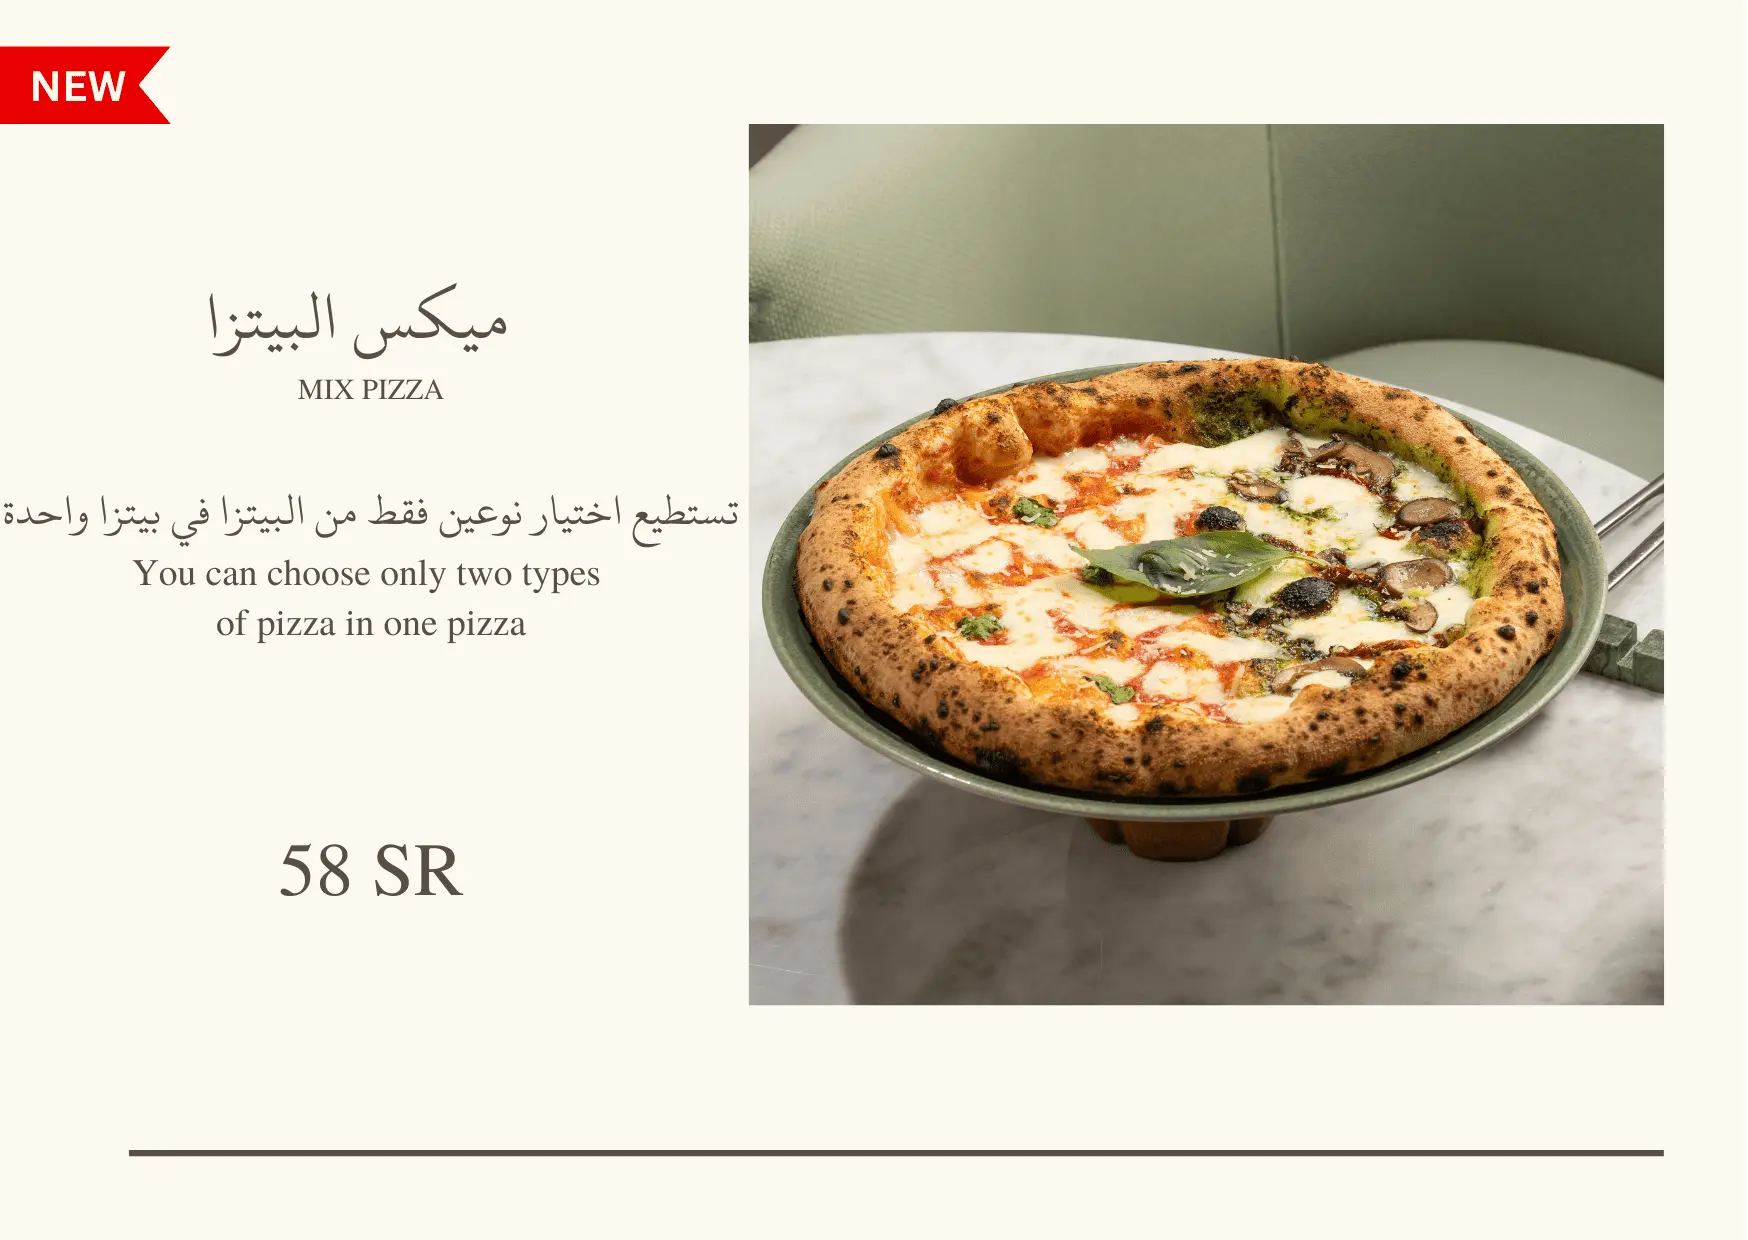 NEW
ميكس البيتزا
MIX PIZZA
تستطيع اختيار نوعين فقط من البيتزا في بيتزا واحدة
You can choose only two types
of pizza in one pizza
58 SR